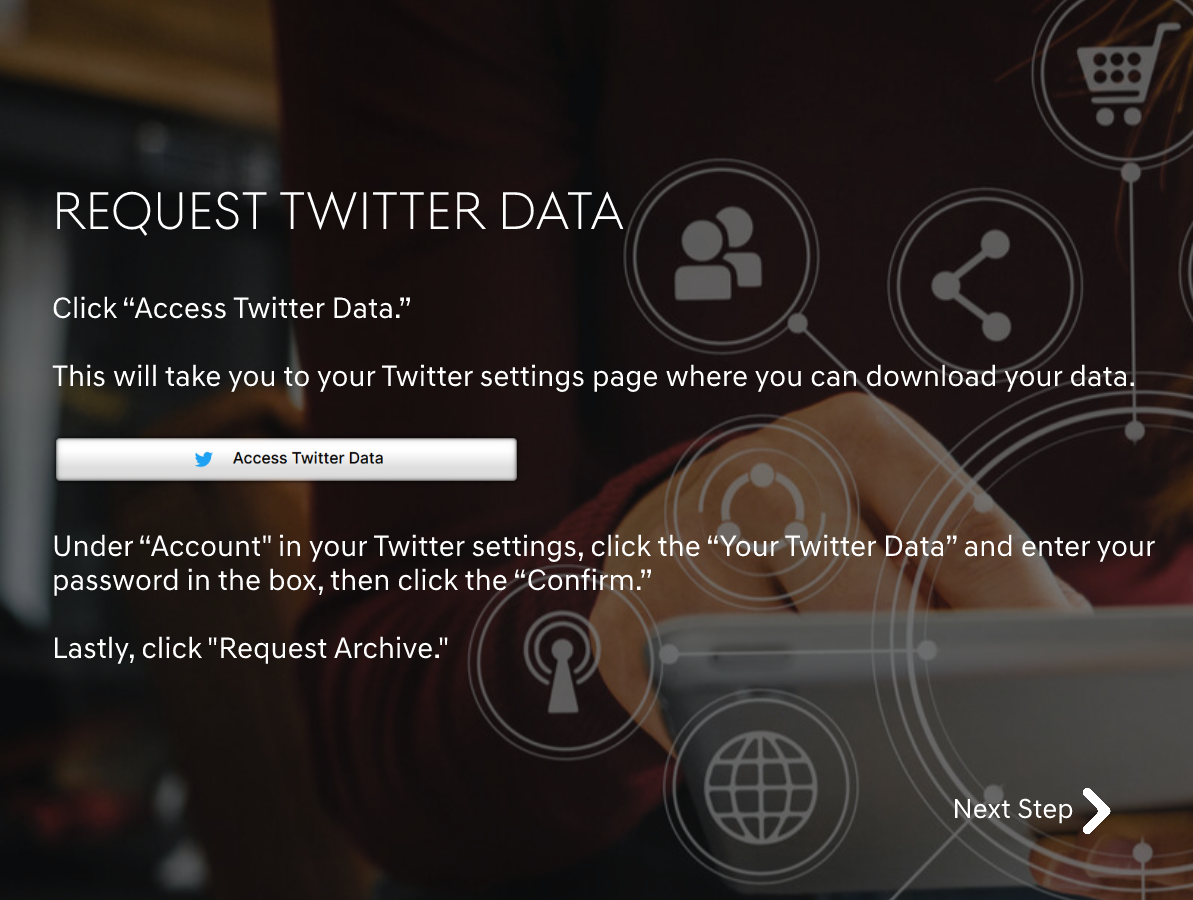 REQUEST TWITTER DATA
Click “Access Twitter Data.”
This will take you to your Twitter settings page where you can download your data.
Access Twitter Data
Under “Account" in your Twitter settings, click the “Your Twitter Data” and enter your
password in the box, then click the “Confirm.”
Lastly, click "Request Archive."
Next Step